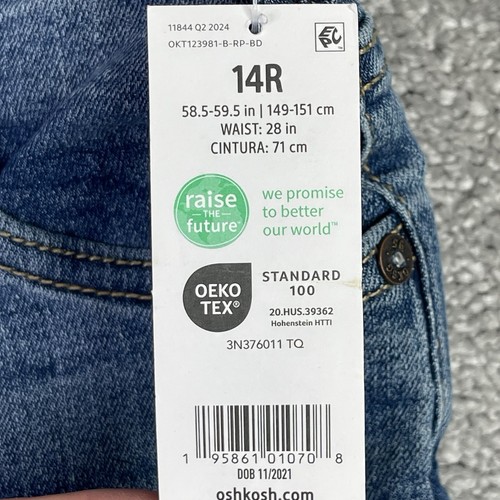 11844 Q2 2024
OKT123981-B-RP-BD
EPC
14R
58.5-59.5 in | 149-151 cm
WAIST: 28 in
CINTURA: 71 cm
raise
THE
future
we promise
to better
our world™
OEKO
TEX®
STANDARD
100
20.HUS.39362
Hohenstein HTTI
3N376011 TQ
1 95861 01070 8
DOB 11/2021
oshkosh.com